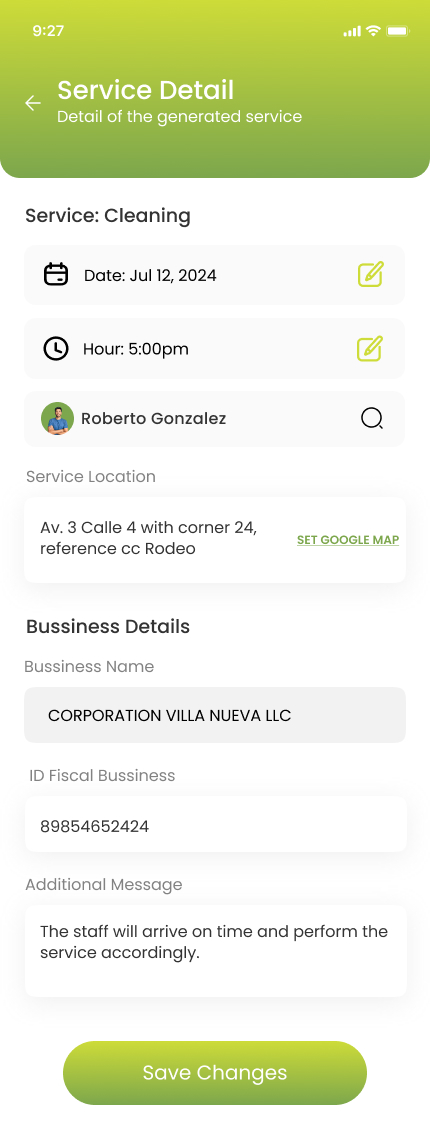 9:27
Service Detail
Detail of the generated service
Service: Cleaning
Date: Jul 12, 2024
Hour: 5:00pm
Roberto Gonzalez
Service Location
Av. 3 Calle 4 with corner 24,
reference cc Rodeo
SET GOOGLE MAP
Bussiness Details
Bussiness Name
CORPORATION VILLA NUEVA LLC
ID Fiscal Bussiness
89854652424
Additional Message
The staff will arrive on time and perform the
service accordingly.
Save Changes